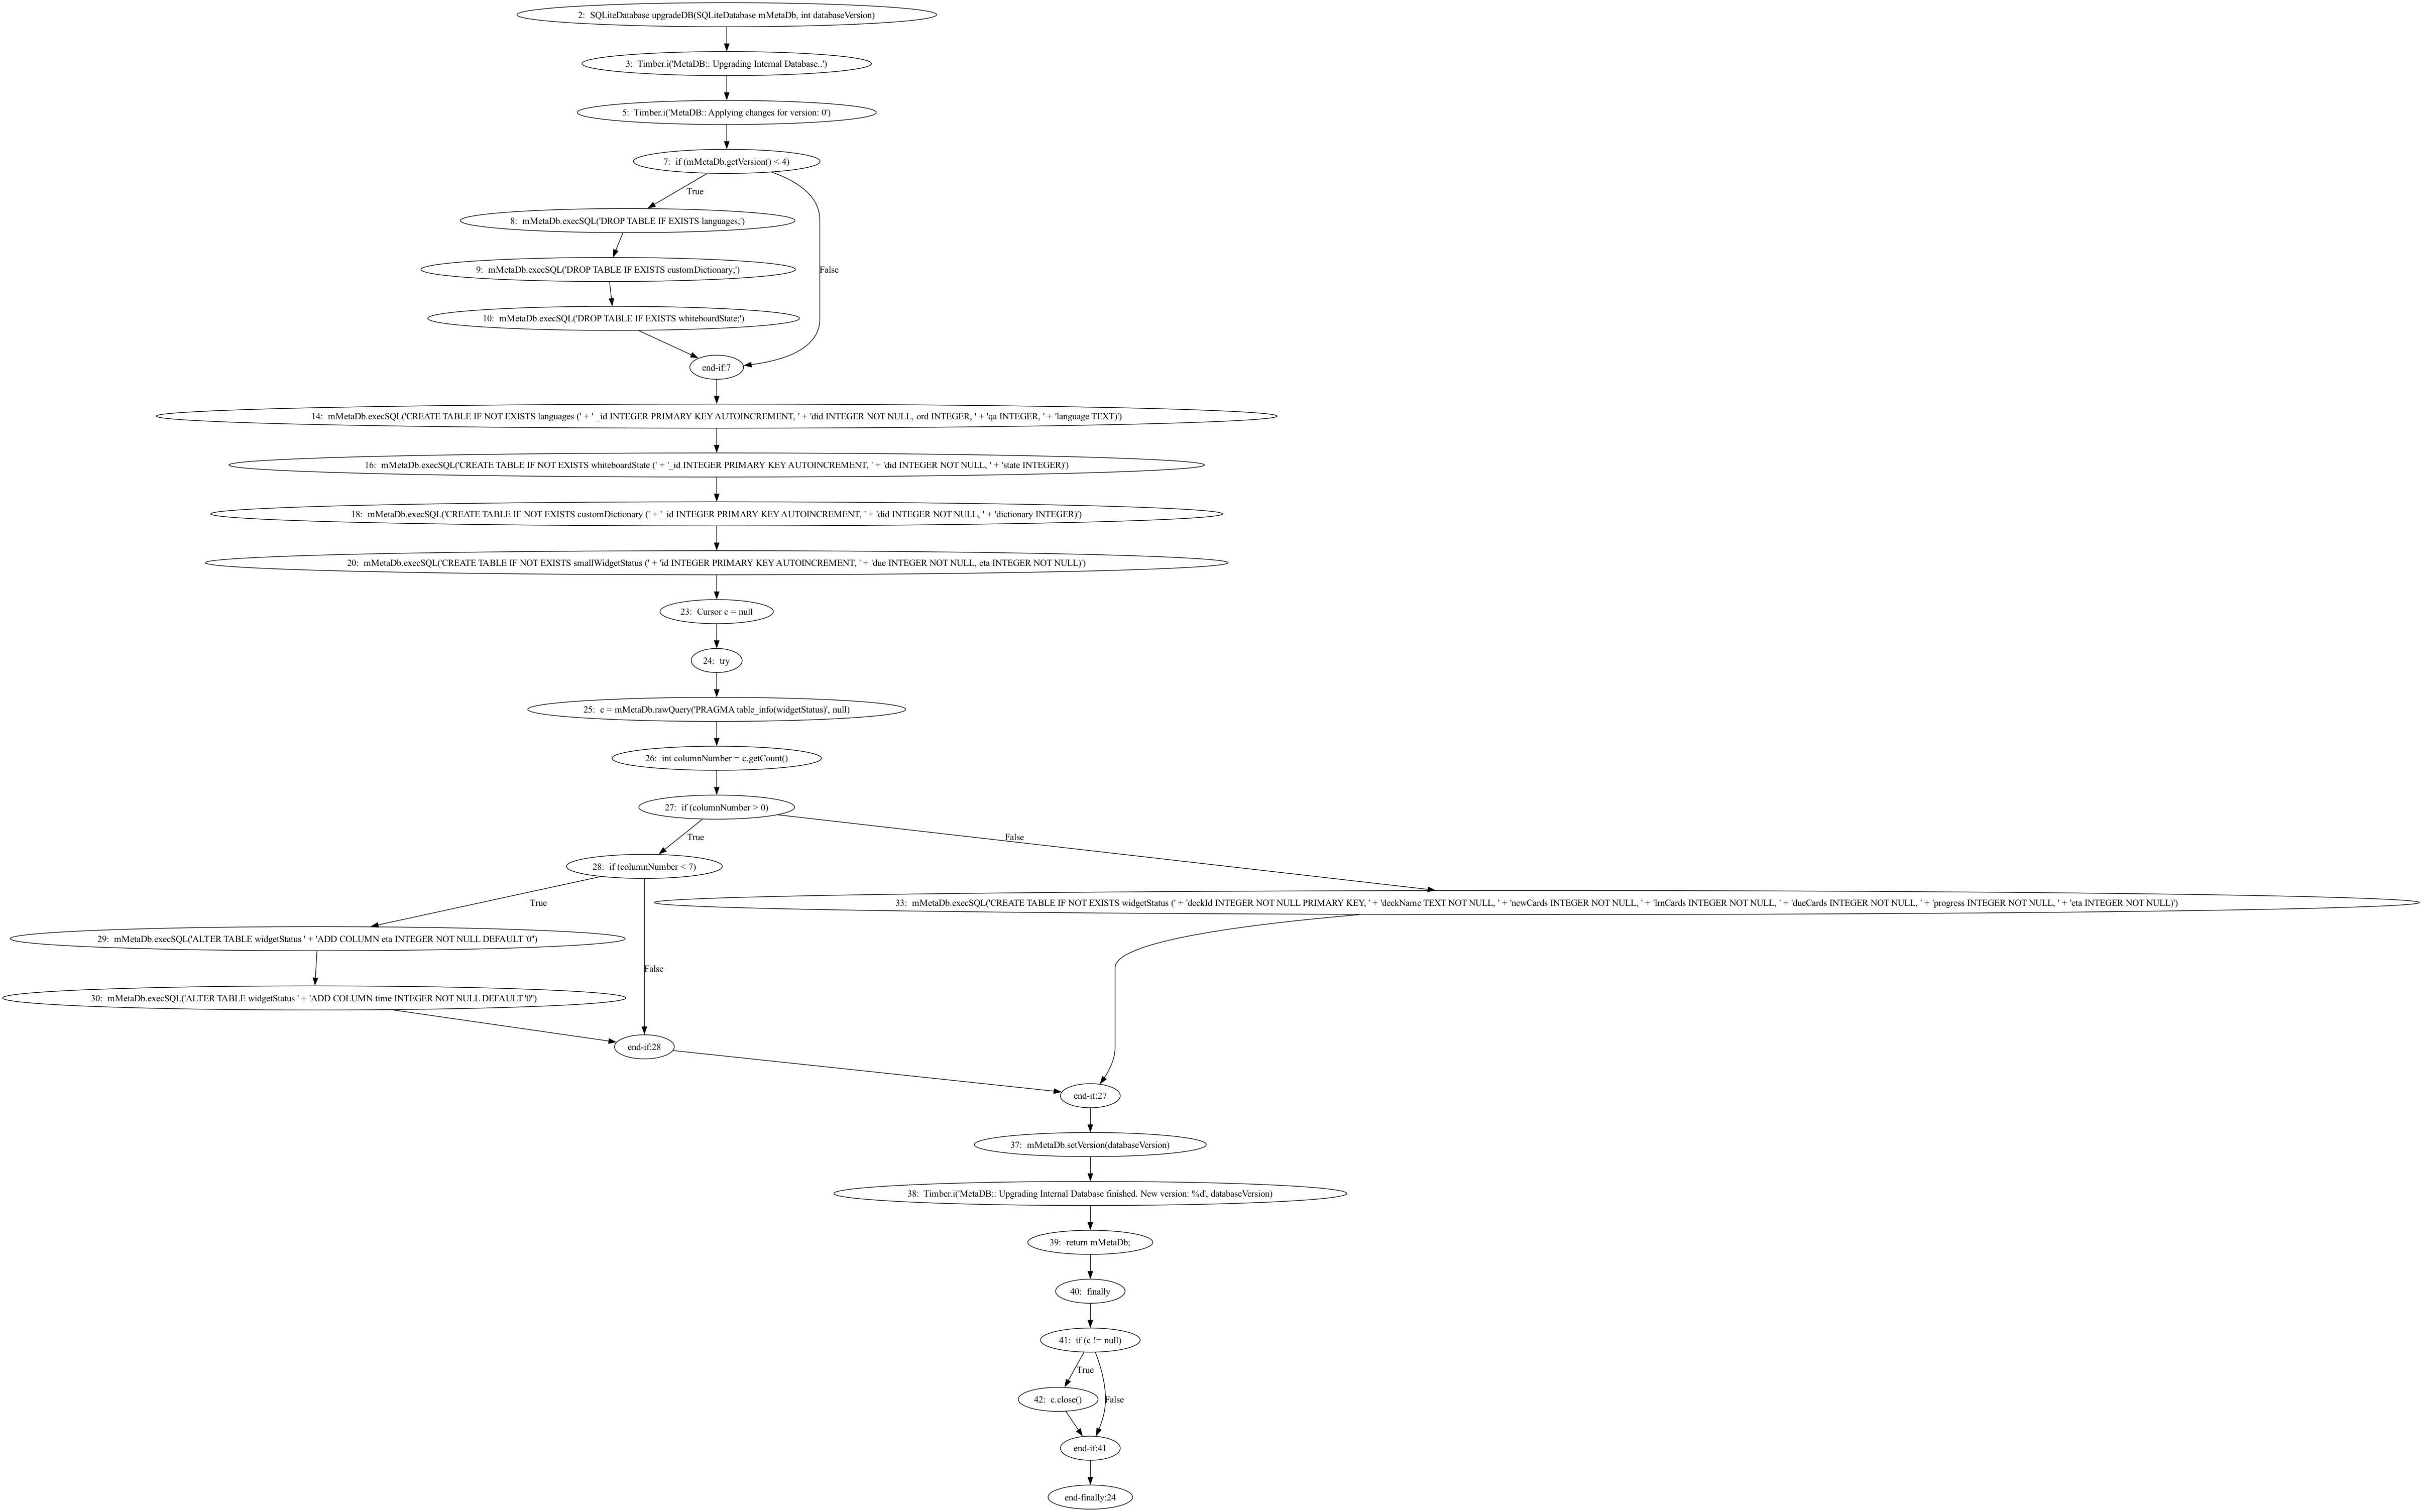 2:  SQLiteDatabase upgradeDB(SQLiteDatabase mMetaDb, int databaseVersion)
3:  Timber.i('MetaDB:: Upgrading Internal Database..')
5:  Timber.i('MetaDB:: Applying changes for version: 0')
7:  if (mMetaDb.getVersion() < 4)
True
8:  mMetaDb.execSQL('DROP TABLE IF EXISTS languages;')
9:  mMetaDb.execSQL('DROP TABLE IF EXISTS customDictionary;')
False
10:  mMetaDb.execSQL('DROP TABLE IF EXISTS whiteboardState;')
end-if:7
14:  mMetaDb.execSQL('CREATE TABLE IF NOT EXISTS languages (' + ' _id INTEGER PRIMARY KEY AUTOINCREMENT, ' + 'did INTEGER NOT NULL, ord INTEGER, ' + 'qa INTEGER, ' + 'language TEXT)')
16:  mMetaDb.execSQL('CREATE TABLE IF NOT EXISTS whiteboardState (' + '_id INTEGER PRIMARY KEY AUTOINCREMENT, ' + 'did INTEGER NOT NULL, ' + 'state INTEGER)')
18:  mMetaDb.execSQL('CREATE TABLE IF NOT EXISTS customDictionary (' + '_id INTEGER PRIMARY KEY AUTOINCREMENT, ' + 'did INTEGER NOT NULL, ' + 'dictionary INTEGER)')
20:  mMetaDb.execSQL('CREATE TABLE IF NOT EXISTS smallWidgetStatus (' + 'id INTEGER PRIMARY KEY AUTOINCREMENT, ' + 'due INTEGER NOT NULL, eta INTEGER NOT NULL)')
23:  Cursor c = null
24:  try
25:  c = mMetaDb.rawQuery('PRAGMA table_info(widgetStatus)', null)
26:  int columnNumber = c.getCount()
27:  if (columnNumber > 0)
True
False
28:  if (columnNumber < 7)
True
33:  mMetaDb.execSQL('CREATE TABLE IF NOT EXISTS widgetStatus (' + 'deckId INTEGER NOT NULL PRIMARY KEY, ' + 'deckName TEXT NOT NULL, ' + 'newCards INTEGER NOT NULL, ' + 'lrnCards INTEGER NOT NULL, ' + 'dueCards INTEGER NOT NULL, ' + 'progress INTEGER NOT NULL, ' + 'eta INTEGER NOT NULL)')
29:  mMetaDb.execSQL('ALTER TABLE widgetStatus ' + 'ADD COLUMN eta INTEGER NOT NULL DEFAULT '0'')
False
30:  mMetaDb.execSQL('ALTER TABLE widgetStatus ' + 'ADD COLUMN time INTEGER NOT NULL DEFAULT '0'')
end-if:28
end-if:27
37:  mMetaDb.setVersion(databaseVersion)
38:  Timber.i('MetaDB:: Upgrading Internal Database finished. New version: %d', databaseVersion)
39:  return mMetaDb;
40:  finally
41:  if (c != null)
True
42:  c.close()
False
end-if:41
end-finally:24